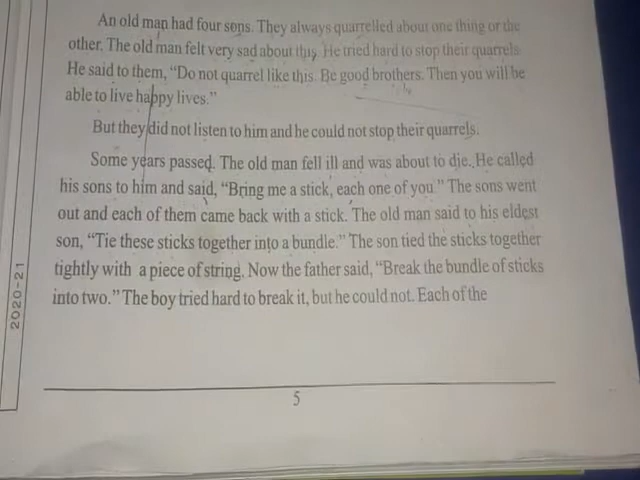 An old man had four sons. They always quarrelled about one thing or the
other. The old man felt very sad about this. He tried hard to stop their quarrels.
He said to them, "Do not quarrel like this. Be good brothers. Then you will be
able to live happy lives."
But they did not listen to him and he could not stop their quarrels.
Some years passed. The old man fell ill and was about to die. He called
his sons to him and said, "Bring me a stick, each one of you." The sons went
out and each of them came back with a stick. The old man said to his eldest
son, "Tie these sticks together into a bundle." The son tied the sticks together
tightly with a piece of string. Now the father said, "Break the bundle of sticks
into two." The boy tried hard to break it, but he could not. Each of the
2020-21
5